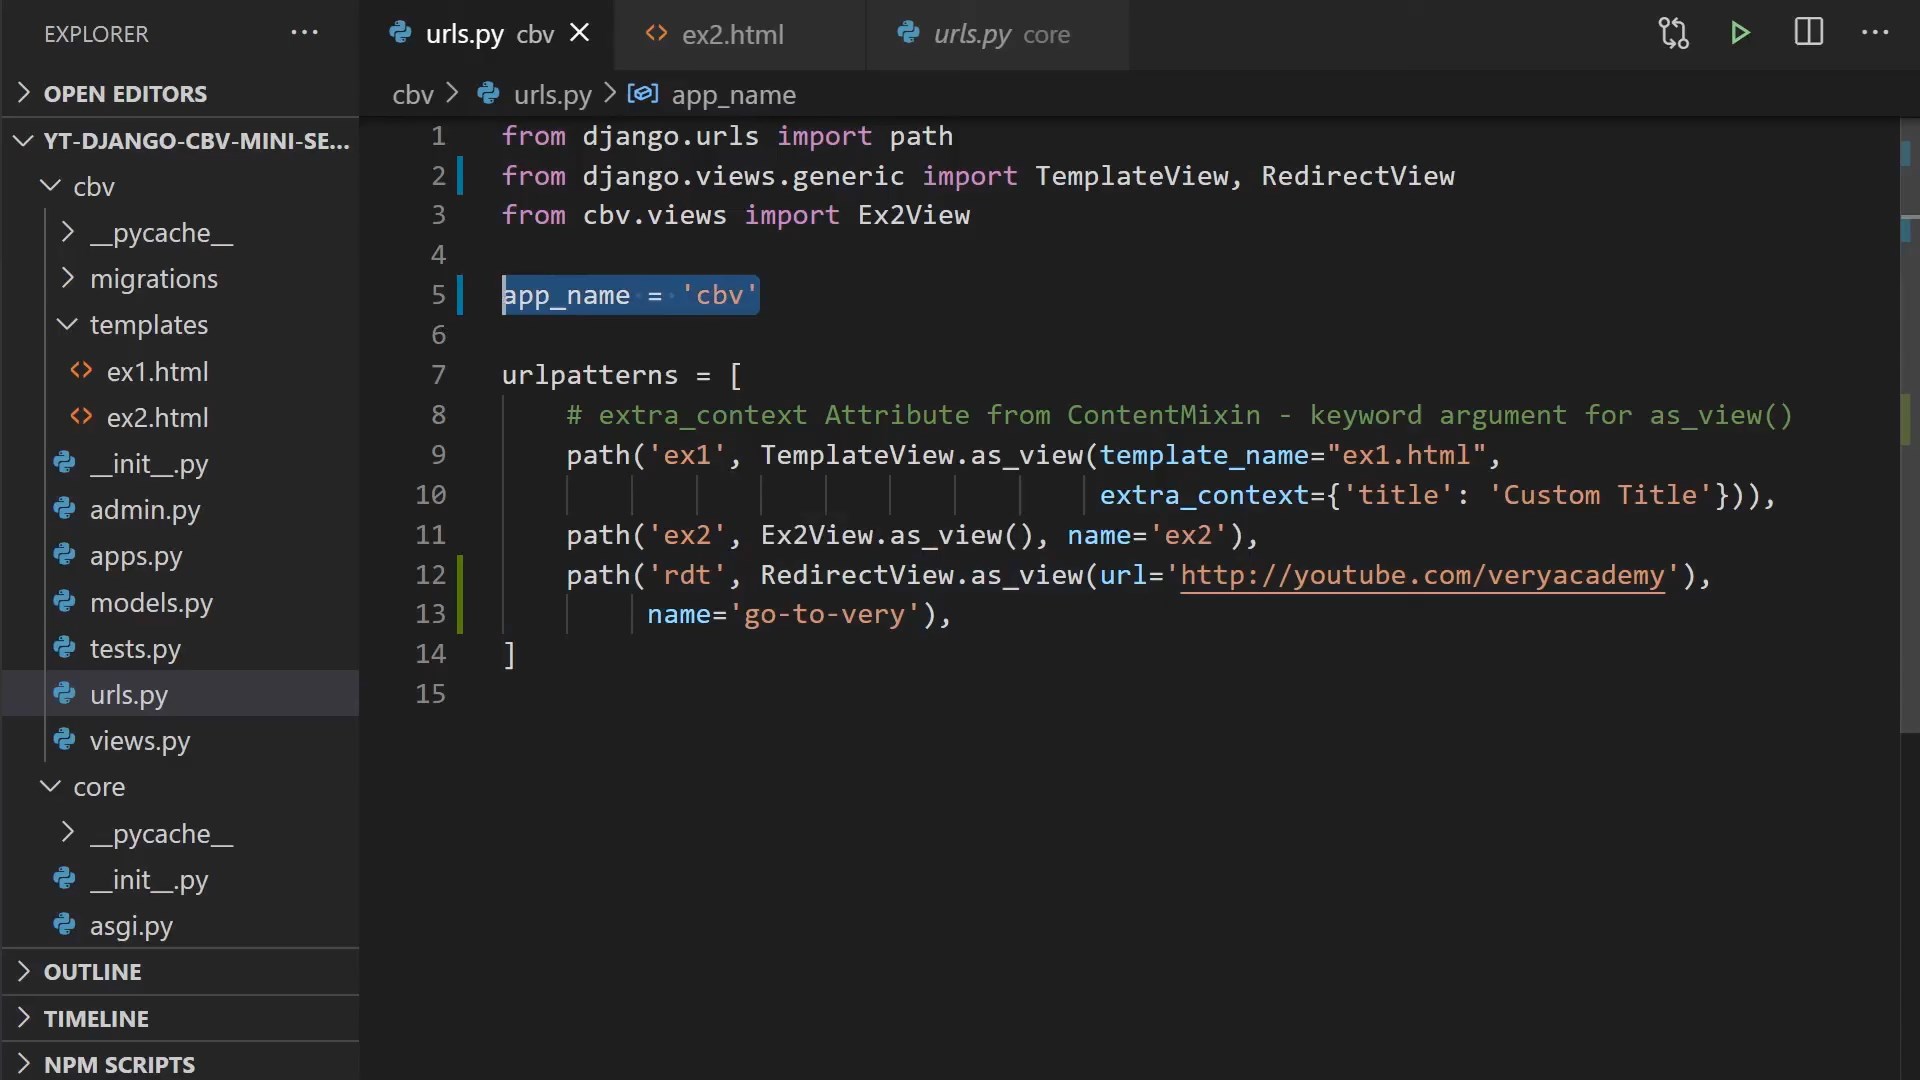 EXPLORER ...
OPEN EDITORS
YT-DJANGO-CBV-MINI-SE...
cbv
__pycache__
migrations
templates
ex1.html
ex2.html
__init__.py
admin.py
apps.py
models.py
tests.py
urls.py
views.py
core
__pycache__
__init__.py
asgi.py
OUTLINE
TIMELINE
NPM SCRIPTS
urls.py cbv
ex2.html
urls.py core
cbv > urls.py > app_name
1 from django.urls import path
2 from django.views.generic import TemplateView, RedirectView
3 from cbv.views import Ex2View
4
5 app_name = 'cbv'
6
7 urlpatterns = [
8 # extra_context Attribute from ContentMixin - keyword argument for as_view()
9 path('ex1', TemplateView.as_view(template_name="ex1.html",
10 extra_context={'title': 'Custom Title'})),
11 path('ex2', Ex2View.as_view(), name='ex2'),
12 path('rdt', RedirectView.as_view(url='http://youtube.com/veryacademy'),
13 name='go-to-very'),
14 ]
15